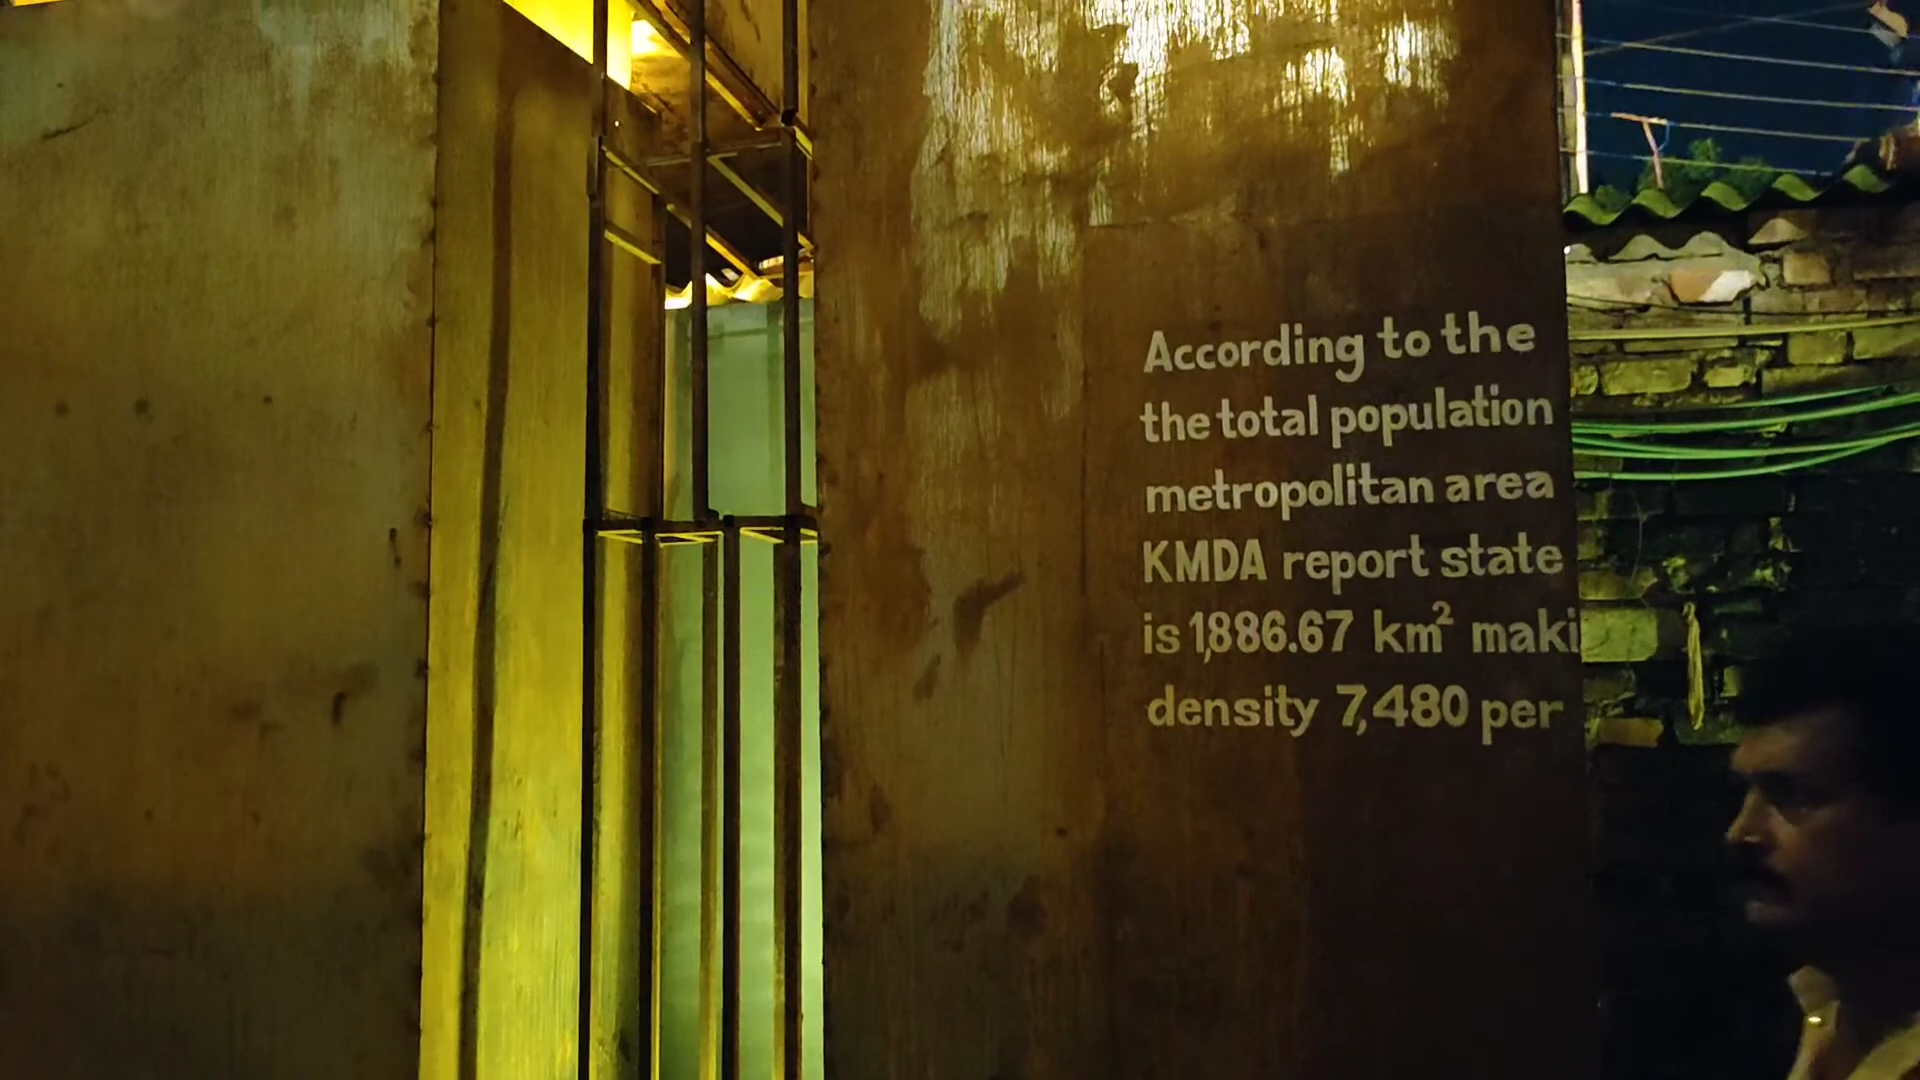 According to the
the total population
metropolitan area
KMDA report state
is 1,886.67 km² maki
density 7,480 per